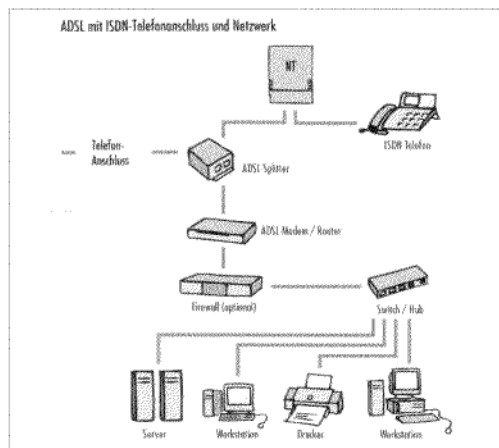 ADSL mit ISDN-Telefonanschluss und Netzwerk
NT
ISDN Telefon
Telefon-
Anschluss
ADSL Splitter
ADSL Modem / Router
Firewall (optional)
Switch / Hub
Server
Workstation
Drucker
Workstation